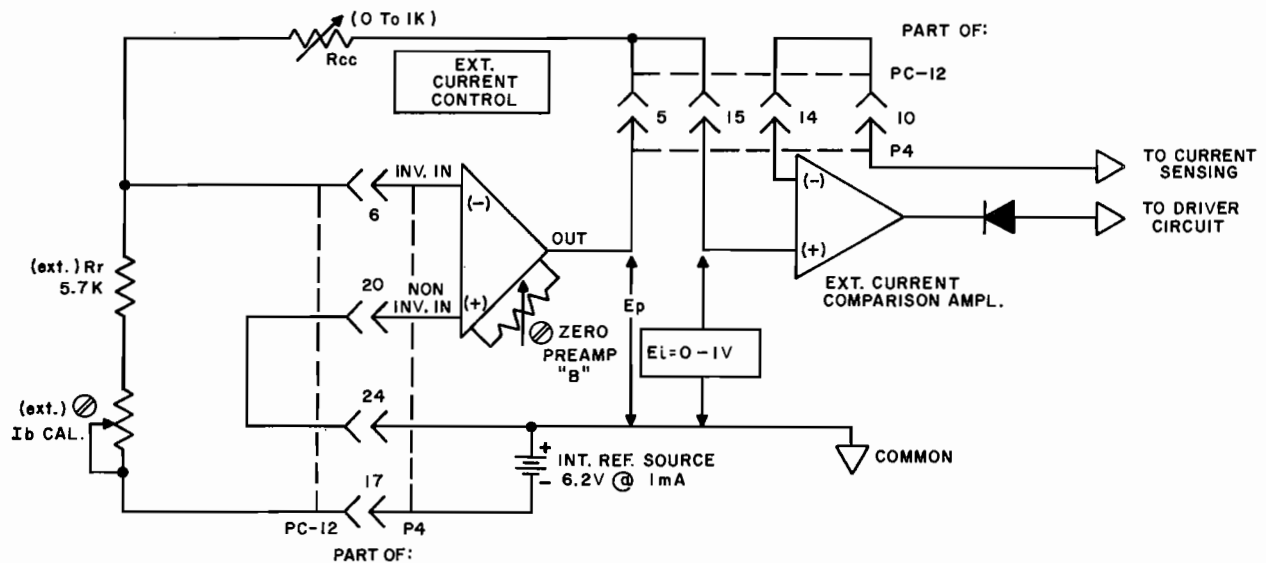 (0 To 1K)
Rcc
EXT.
CURRENT
CONTROL
PART OF:
PC-12
5
15
14
10
P4
TO CURRENT
SENSING
TO DRIVER
CIRCUIT
INV. IN
6
(-)
OUT
(-)
(+)
EXT. CURRENT
COMPARISON AMPL.
(ext.) Rr
5.7K
20
NON
INV. IN
(+)
ZERO
PREAMP
"B"
Ep
Ei=0-1V
(ext.)
Ib CAL.
24
+
-
INT. REF. SOURCE
6.2V @ 1mA
COMMON
17
PC-12
P4
PART OF: